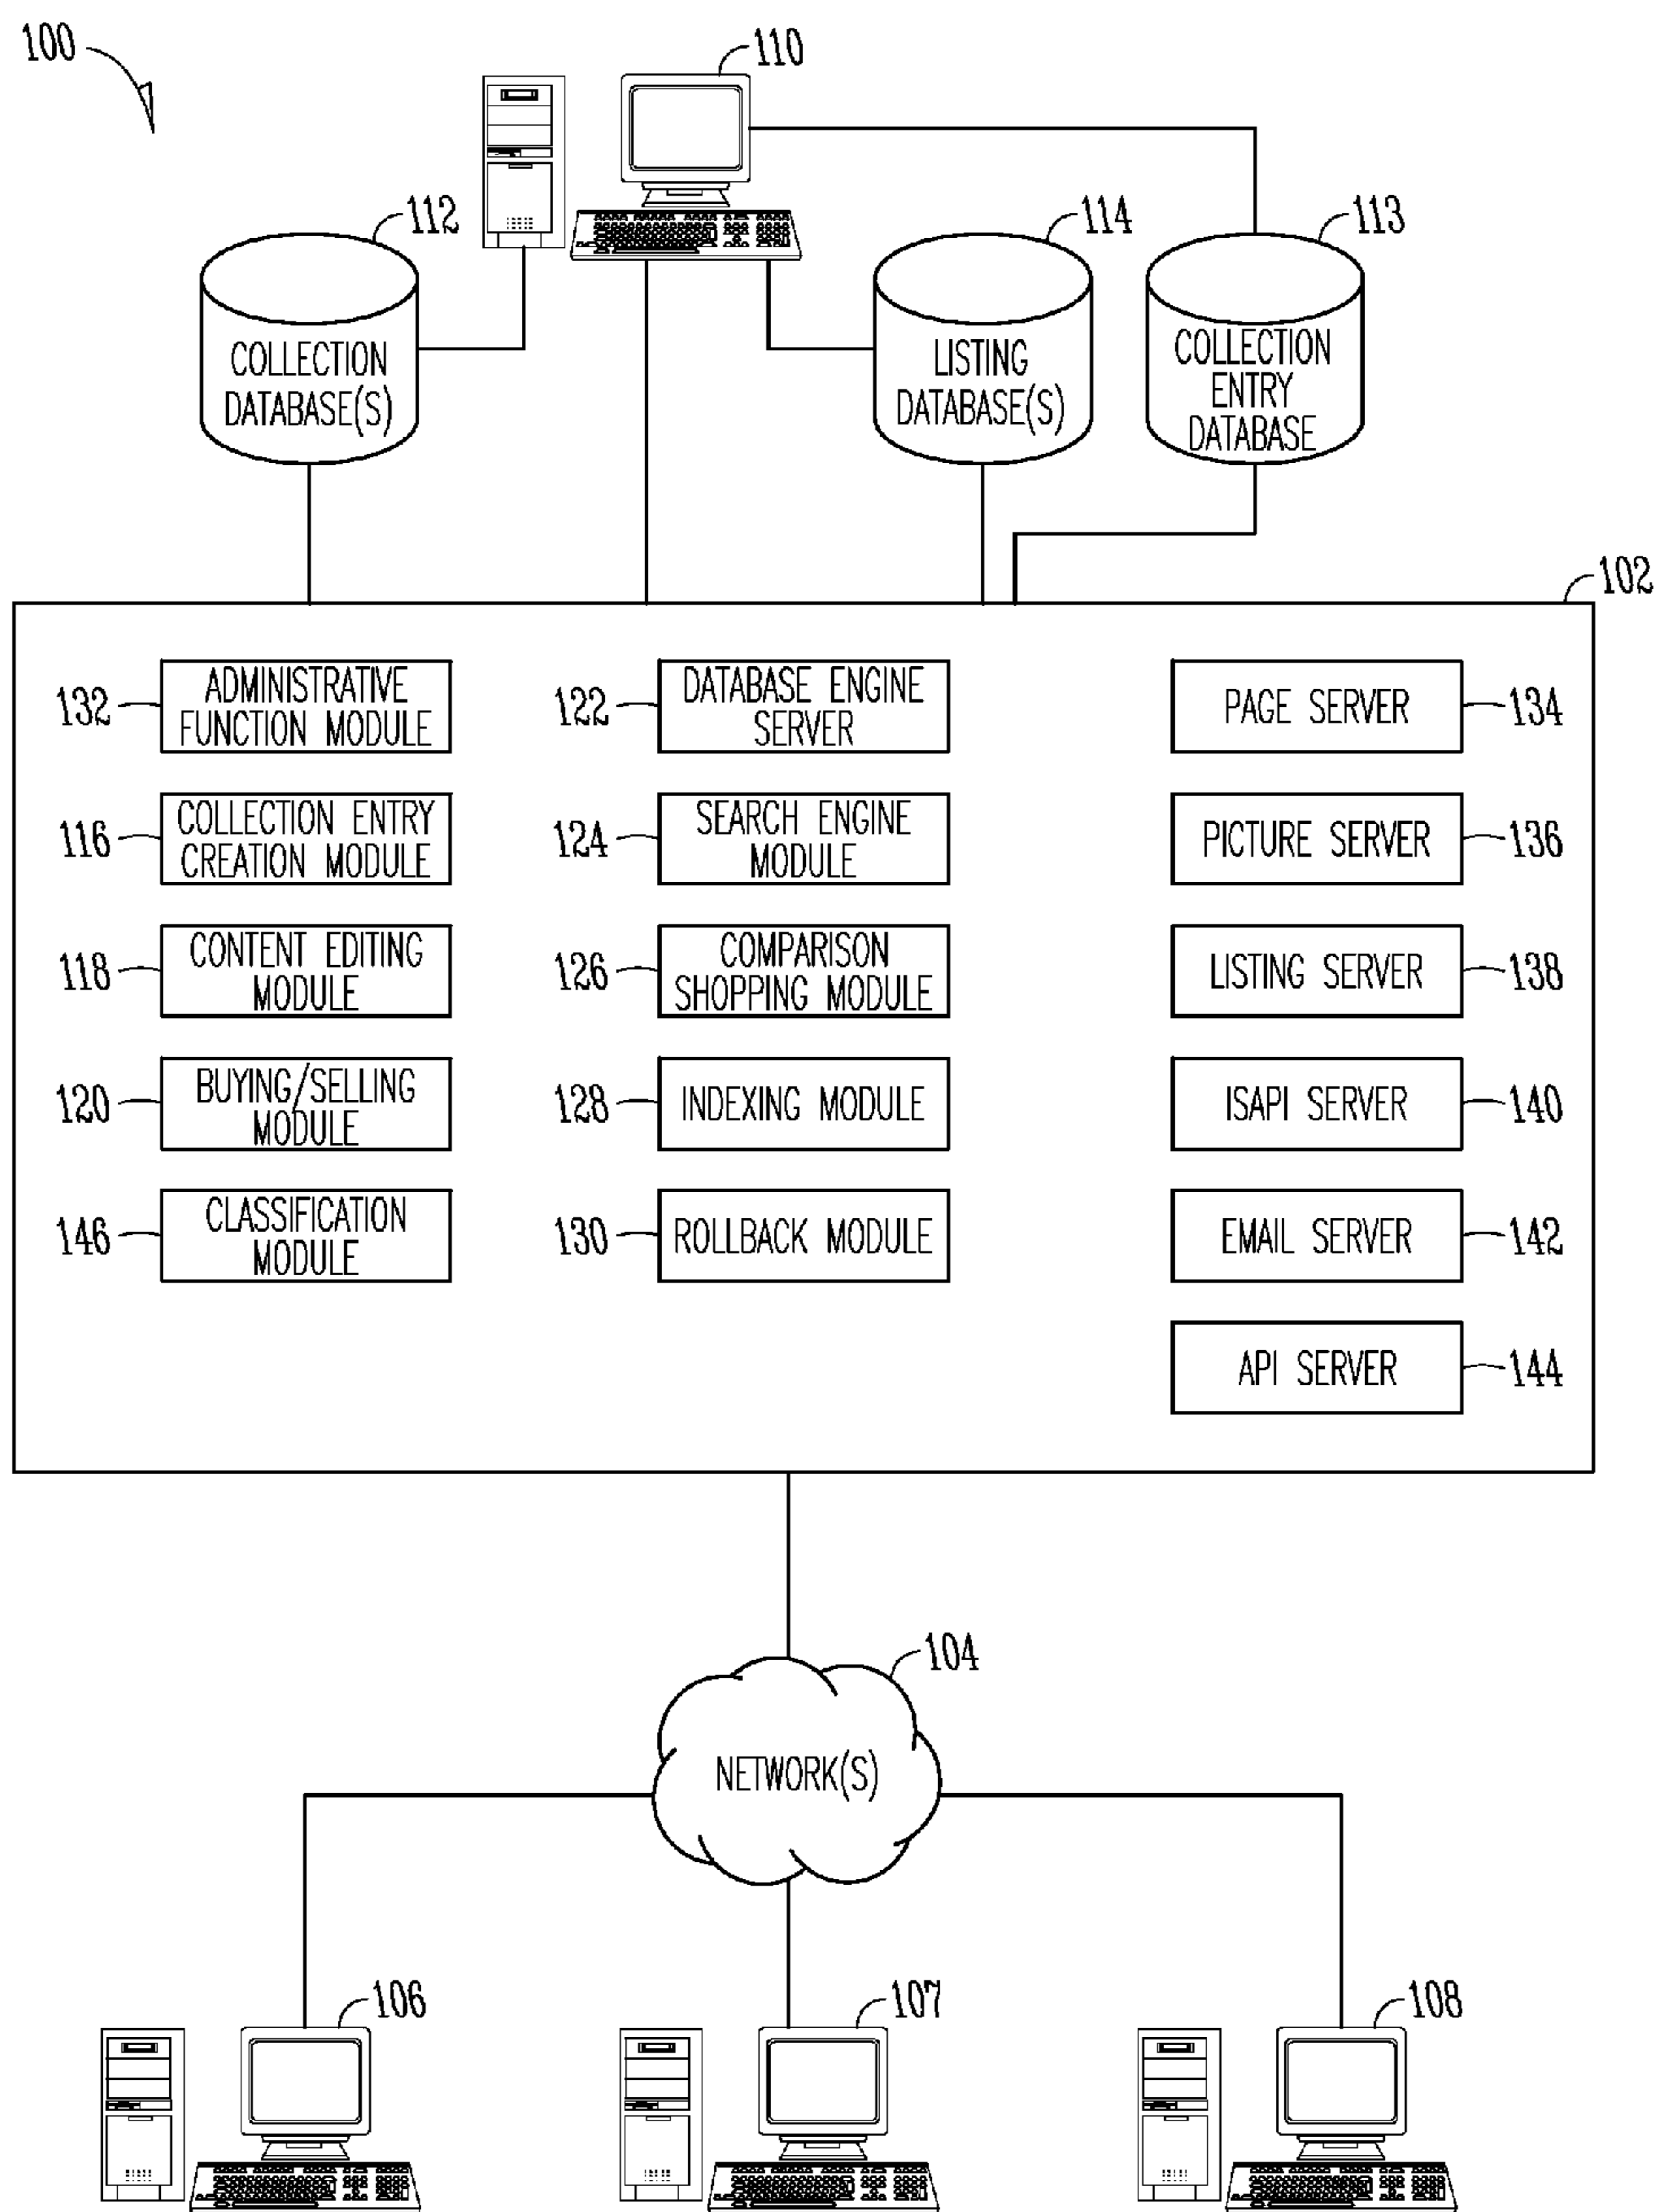 100
110
112
114
113
COLLECTION
DATABASE(S)
LISTING
DATABASE(S)
COLLECTION
ENTRY
DATABASE
102
132
ADMINISTRATIVE
FUNCTION MODULE
122
DATABASE ENGINE
SERVER
PAGE SERVER
134
116
COLLECTION ENTRY
CREATION MODULE
124
SEARCH ENGINE
MODULE
PICTURE SERVER
136
118
CONTENT EDITING
MODULE
126
COMPARISON
SHOPPING MODULE
LISTING SERVER
138
120
BUYING/SELLING
MODULE
128
INDEXING MODULE
ISAPI SERVER
140
146
CLASSIFICATION
MODULE
130
ROLLBACK MODULE
EMAIL SERVER
142
API SERVER
144
104
NETWORK(S)
106
107
108